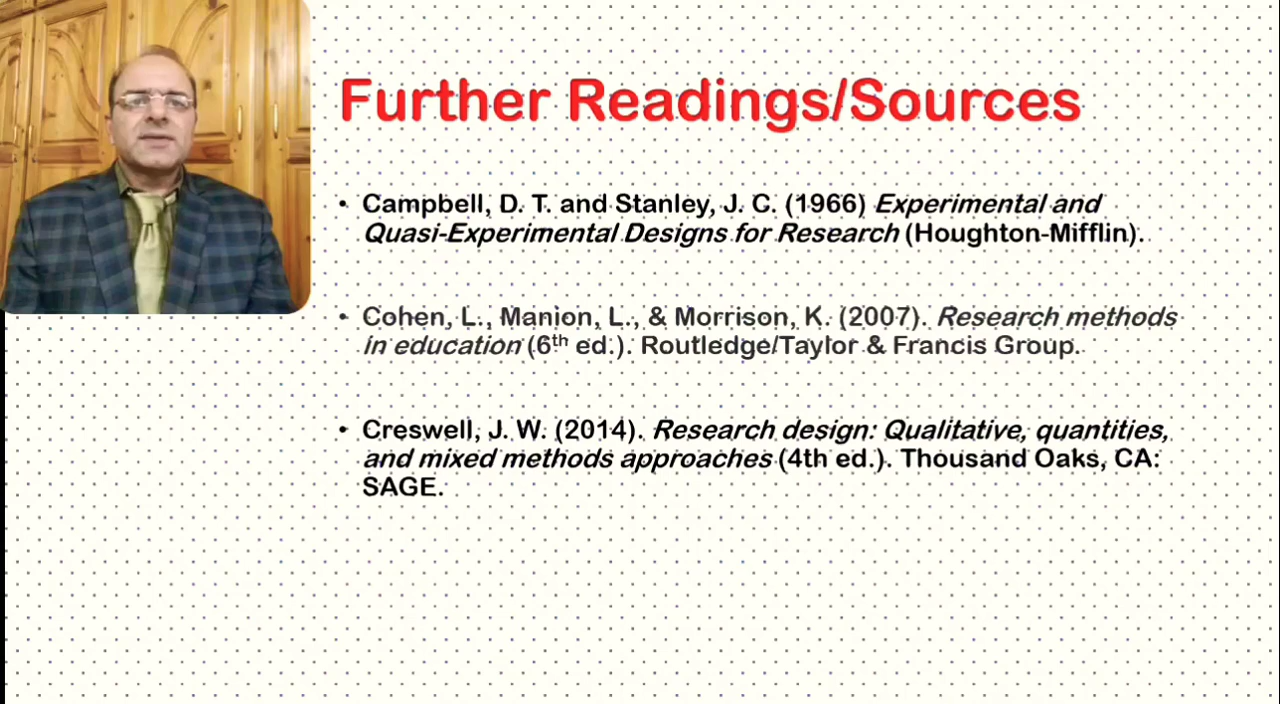 Further Readings/Sources
• Campbell, D. T. and Stanley, J. C. (1966) Experimental and
Quasi-Experimental Designs for Research (Houghton-Mifflin).
• Cohen, L., Manion, L., & Morrison, K. (2007). Research methods
in education (6th ed.). Routledge/Taylor & Francis Group.
• Creswell, J. W. (2014). Research design: Qualitative, quantities,
and mixed methods approaches (4th ed.). Thousand Oaks, CA:
SAGE.